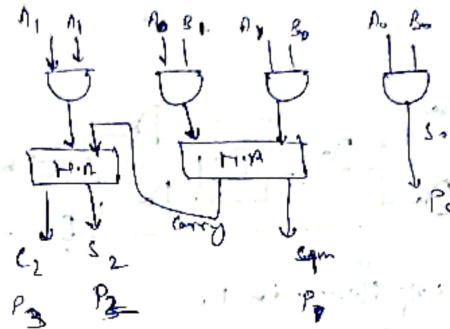 A₁ A₁ A₀ B₁ A₁ B₀ A₀ B₀
H.A H.A
S₀
P₀
carry
C₂ S₂ Sum
P₃ P₂ P₁